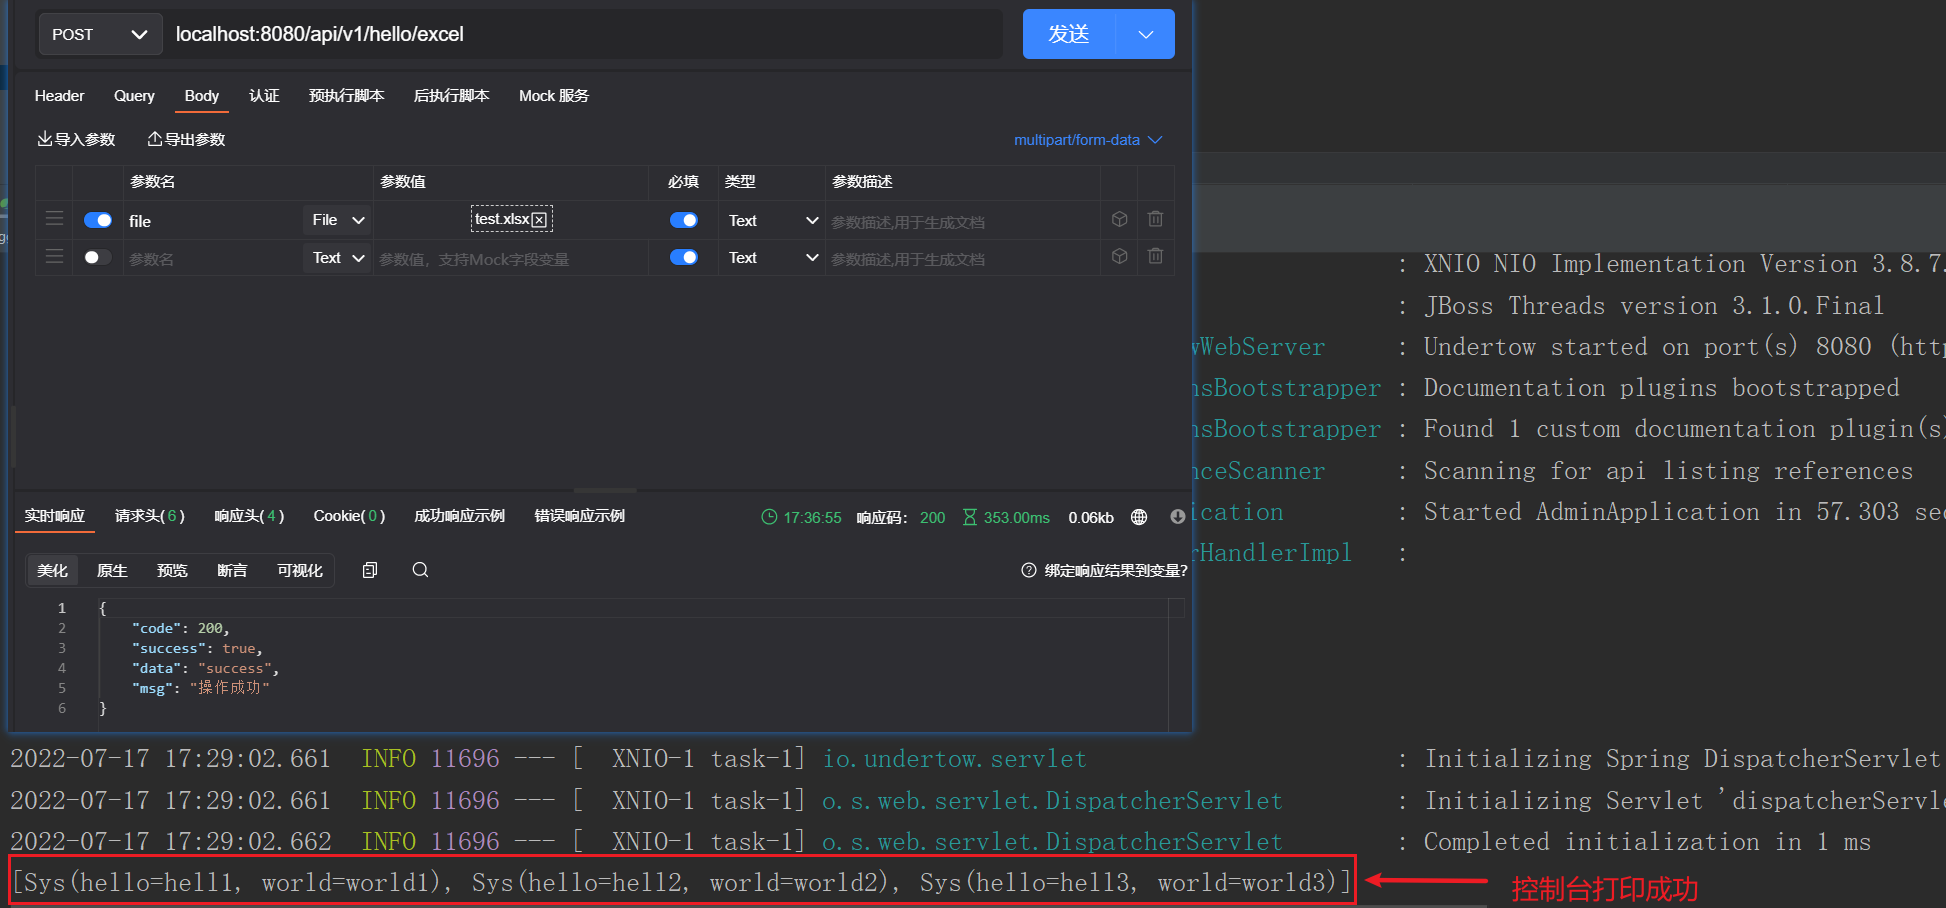 POST localhost:8080/api/v1/hello/excel 发送
Header Query Body 认证 预执行脚本 后执行脚本 Mock 服务
导入参数 导出参数 multipart/form-data
参数名 参数值 必填 类型 参数描述
file File test.xlsx Text 参数描述,用于生成文档
参数名 Text 参数值，支持Mock字段变量 Text 参数描述,用于生成文档
: XNIO NIO Implementation Version 3.8.7.
: JBoss Threads version 3.1.0.Final
wWebServer : Undertow started on port(s) 8080 (http
nsBootstrapper : Documentation plugins bootstrapped
nsBootstrapper : Found 1 custom documentation plugin(s)
nceScanner : Scanning for api listing references
ication : Started AdminApplication in 57.303 sec
rHandlerImpl :
实时响应 请求头(6) 响应头(4) Cookie(0) 成功响应示例 错误响应示例 17:36:55 响应码: 200 353.00ms 0.06kb
美化 原生 预览 断言 可视化 绑定响应结果到变量?
1 {
2 "code": 200,
3 "success": true,
4 "data": "success",
5 "msg": "操作成功"
6 }
2022-07-17 17:29:02.661 INFO 11696 --- [ XNIO-1 task-1] io.undertow.servlet : Initializing Spring DispatcherServlet
2022-07-17 17:29:02.661 INFO 11696 --- [ XNIO-1 task-1] o.s.web.servlet.DispatcherServlet : Initializing Servlet 'dispatcherServle
2022-07-17 17:29:02.662 INFO 11696 --- [ XNIO-1 task-1] o.s.web.servlet.DispatcherServlet : Completed initialization in 1 ms
[Sys(hello=hell1, world=world1), Sys(hello=hell2, world=world2), Sys(hello=hell3, world=world3)]
控制台打印成功